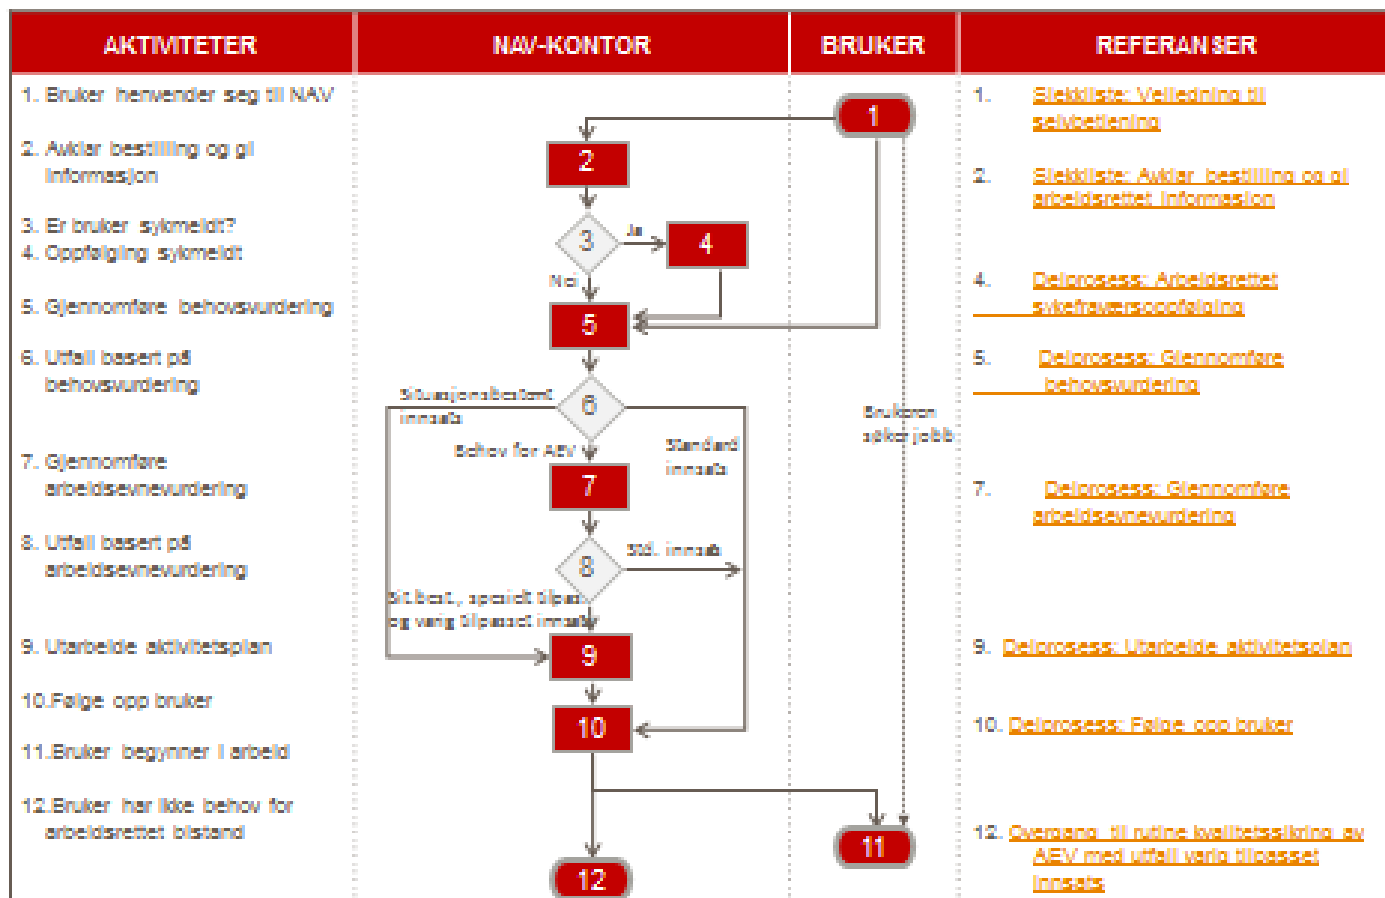 AKTIVITETER
NAV-KONTOR
BRUKER
REFERANSER
1. Bruker henvender seg til NAV
2. Avklar bestilling og gi
informasjon
3. Er bruker sykmeldt?
4. Oppfølging sykmeldt
5. Gjennomføre behovsvurdering
6. Utfall basert på
behovsvurdering
7. Gjennomføre
arbeidsevnevurdering
8. Utfall basert på
arbeidsevnevurdering
9. Utarbeide aktivitetsplan
10.Følge opp bruker
11.Bruker begynner i arbeid
12.Bruker har ikke behov for
arbeidsrettet bistand
1
2
3
Ja
4
Nei
5
Situasjonsbestemt
innsats
6
Behov for AEV
Standard
innsats
7
8
Std. innsats
Sit.best., spesielt tilpas.
og varig tilpasset innsats
9
10
12
Brukeren
søker jobb
11
1. Sjekkliste: Veiledning til
selvbetjening
2. Sjekkliste: Avklar bestilling og gi
arbeidsrettet informasjon
4. Delprosess: Arbeidsrettet
sykefraværsoppfølging
5. Delprosess: Gjennomføre
behovsvurdering
7. Delprosess: Gjennomføre
arbeidsevnevurdering
9. Delprosess: Utarbeide aktivitetsplan
10. Delprosess: Følge opp bruker
12. Overgang til rutine kvalitetssikring av
AEV med utfall varig tilpasset
innsats